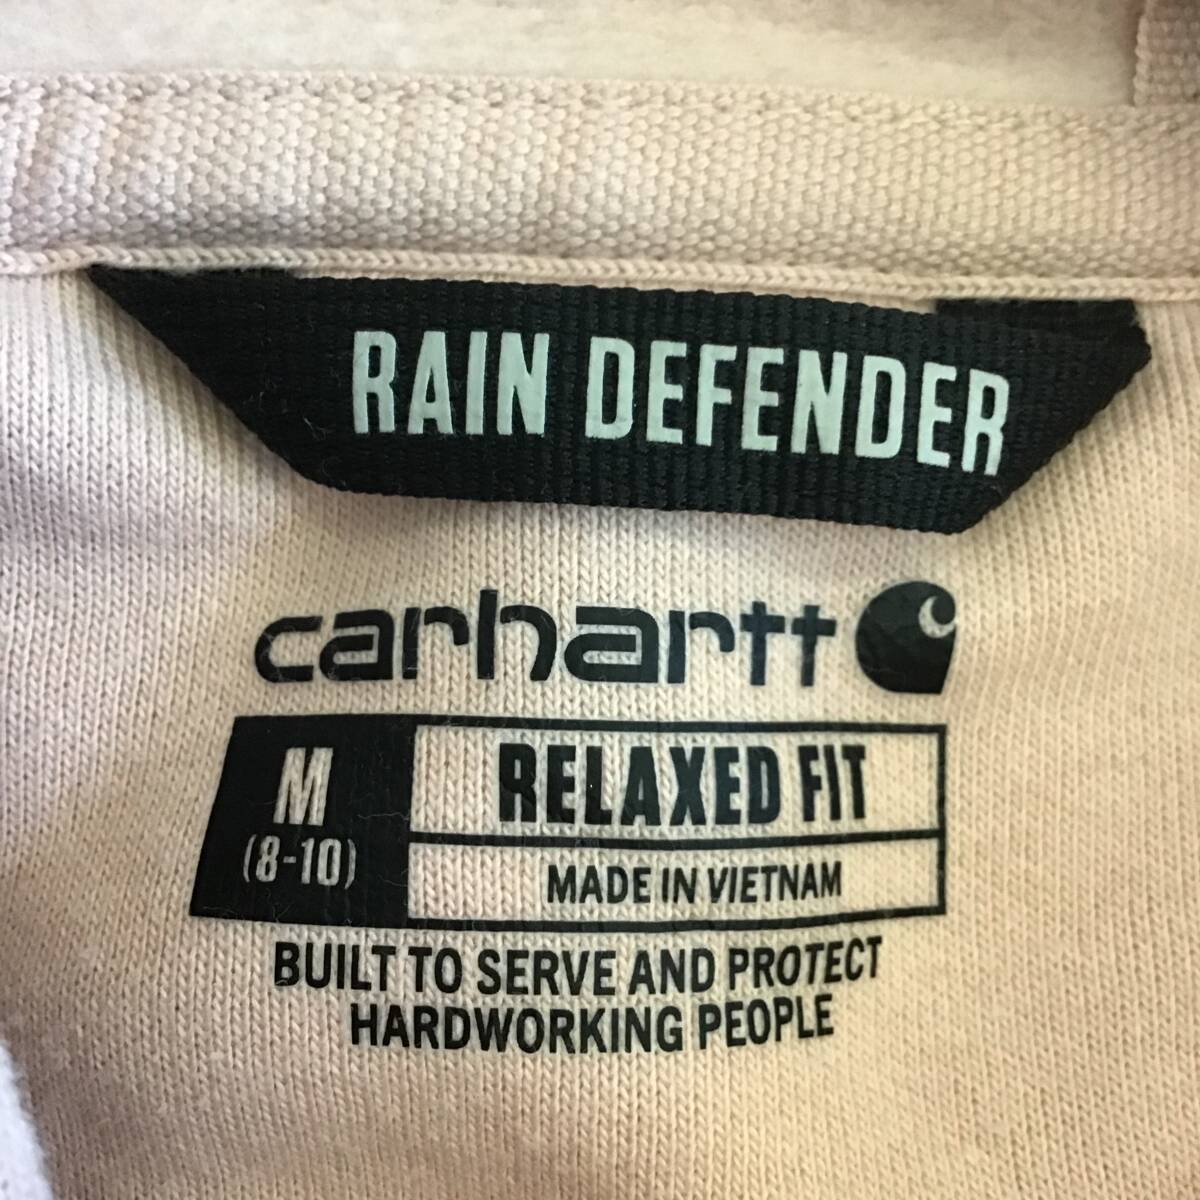 RAIN DEFENDER
carhartt
M
(8-10)
RELAXED FIT
MADE IN VIETNAM
BUILT TO SERVE AND PROTECT
HARDWORKING PEOPLE